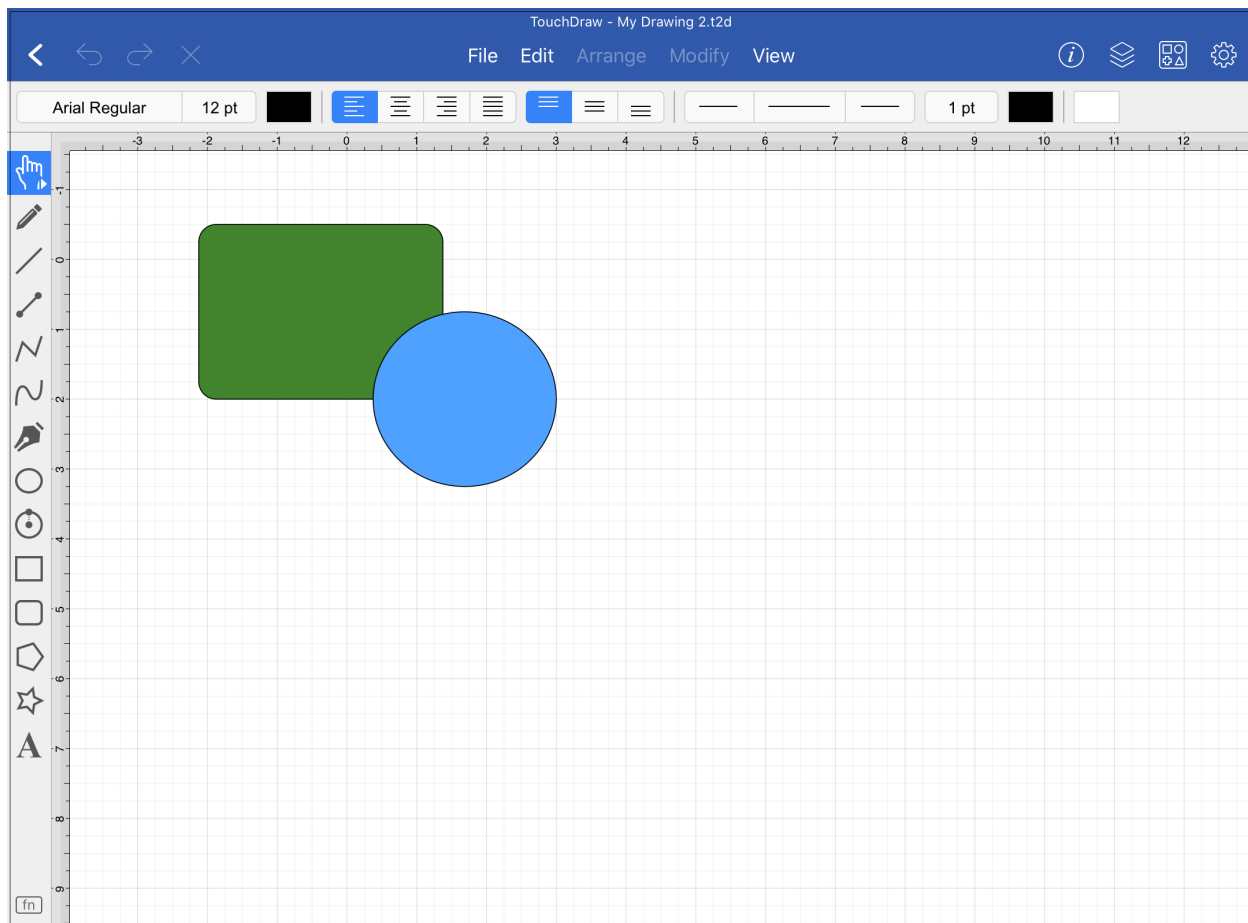 TouchDraw - My Drawing 2.t2d
File Edit Arrange Modify View
Arial Regular 12 pt 1 pt
-3 -2 -1 0 1 2 3 4 5 6 7 8 9 10 11 12
-1
0
1
2
3
4
5
6
7
8
9
A
fn